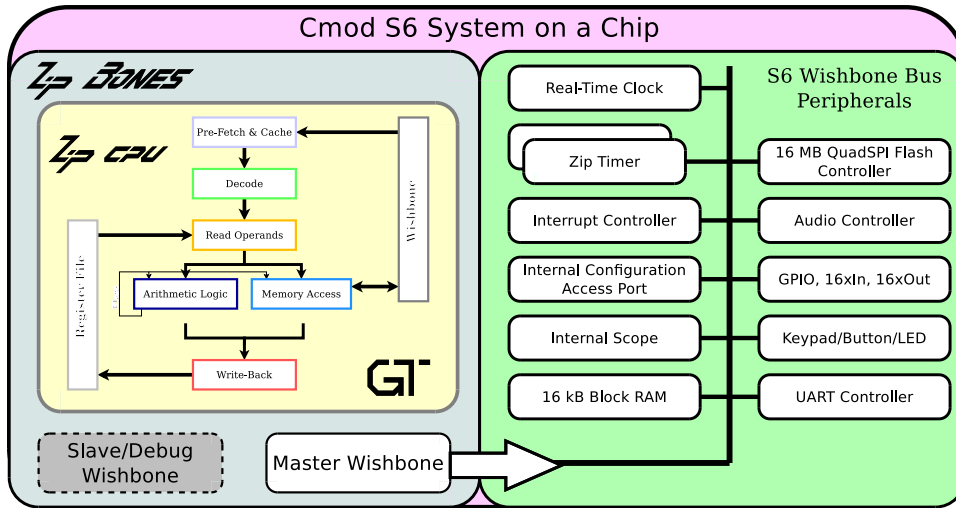 Cmod S6 System on a Chip
Zip Bones
Zip CPU
Pre-Fetch & Cache
Decode
Read Operands
Arithmetic Logic
Memory Access
Write-Back
Register File
Wishbone
GT
Slave/Debug
Wishbone
Master Wishbone
S6 Wishbone Bus
Peripherals
Real-Time Clock
Zip Timer
Interrupt Controller
Internal Configuration
Access Port
Internal Scope
16 kB Block RAM
16 MB QuadSPI Flash
Controller
Audio Controller
GPIO, 16xIn, 16xOut
Keypad/Button/LED
UART Controller